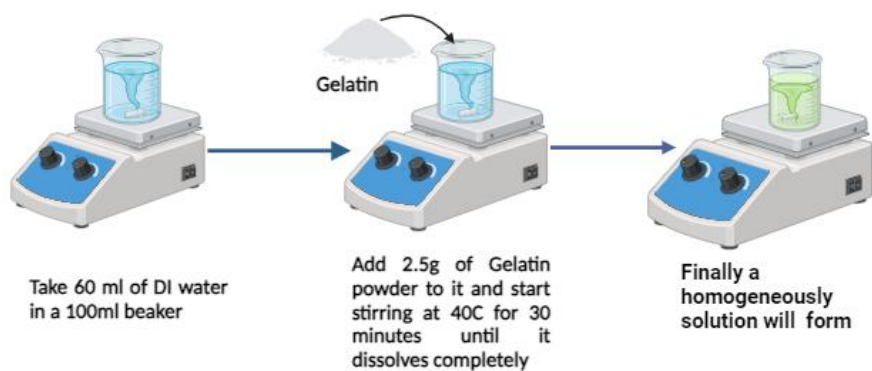 Gelatin
Take 60 ml of DI water
in a 100ml beaker
Add 2.5g of Gelatin
powder to it and start
stirring at 40C for 30
minutes until it
dissolves completely
Finally a
homogeneously
solution will form